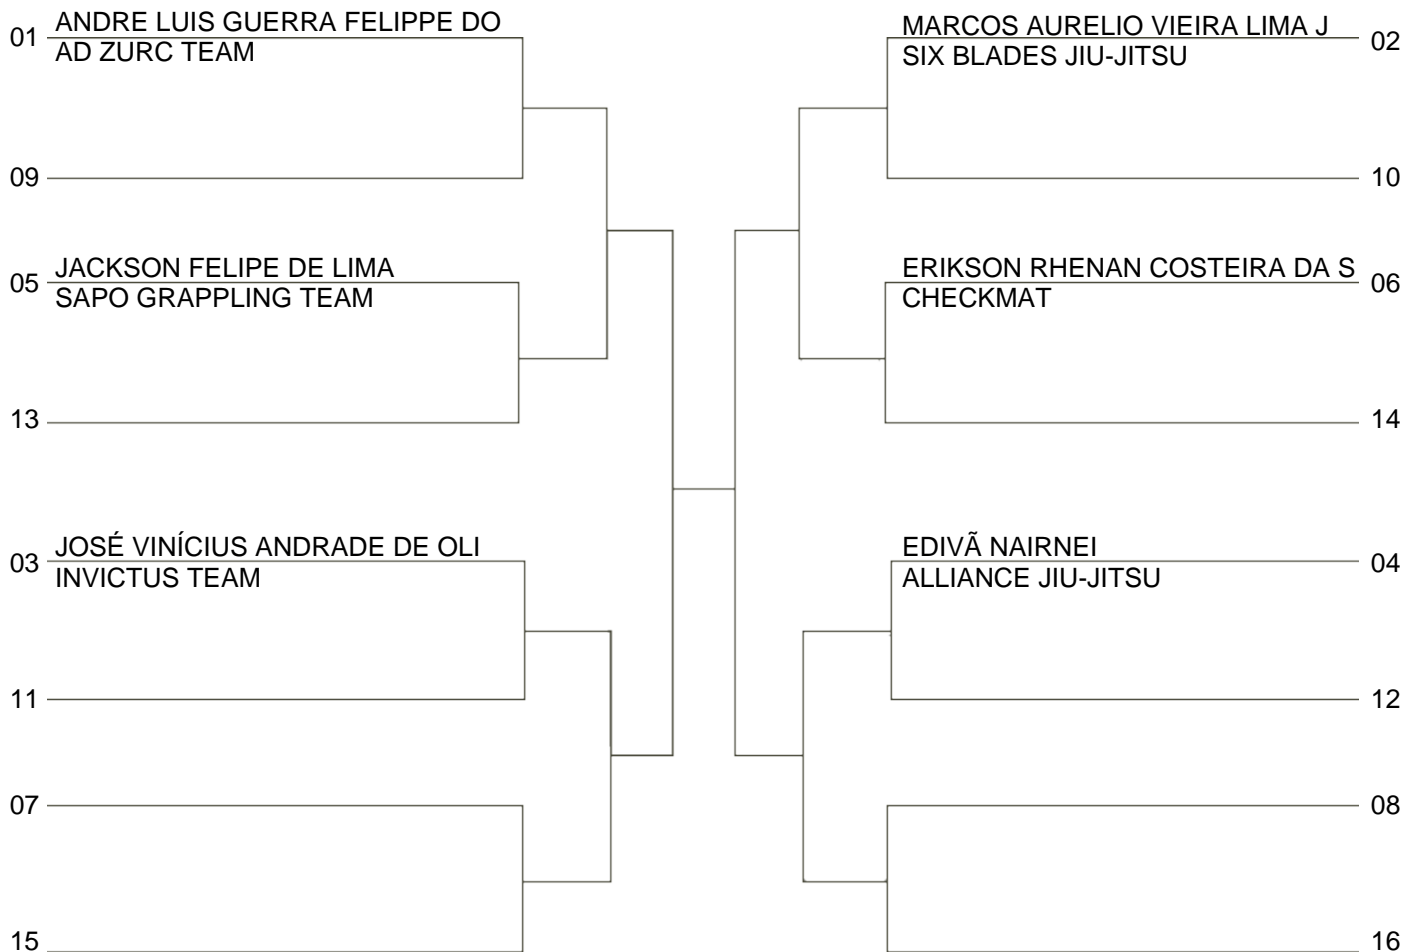 01 ANDRE LUIS GUERRA FELIPPE DO
AD ZURC TEAM
09
05 JACKSON FELIPE DE LIMA
SAPO GRAPPLING TEAM
13
03 JOSÉ VINÍCIUS ANDRADE DE OLI
INVICTUS TEAM
11
07
15
MARCOS AURELIO VIEIRA LIMA J 02
SIX BLADES JIU-JITSU
10
ERIKSON RHENAN COSTEIRA DA S 06
CHECKMAT
14
EDIVÃ NAIRNEI 04
ALLIANCE JIU-JITSU
12
08
16